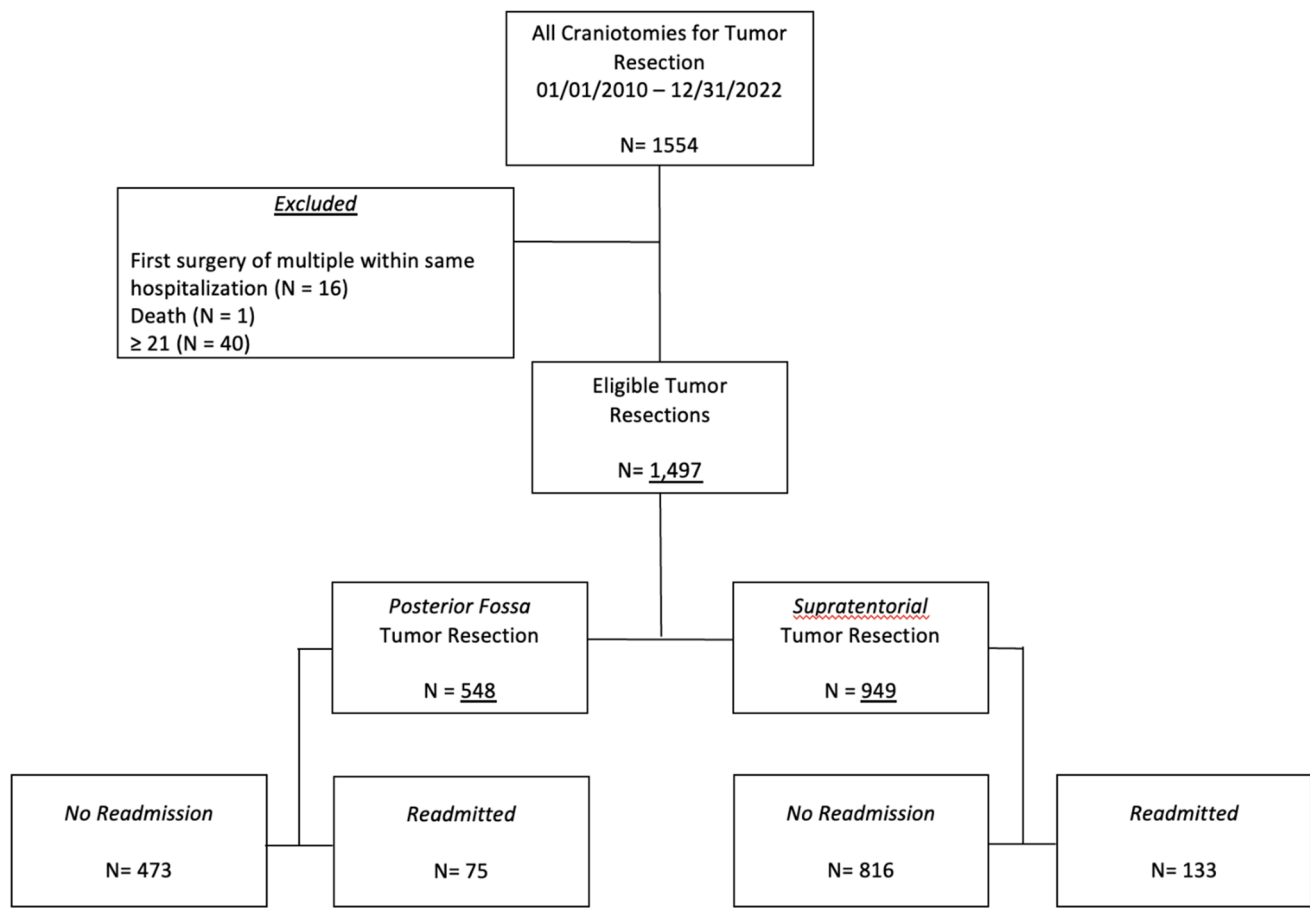 All Craniotomies for Tumor
Resection
01/01/2010 – 12/31/2022
N= 1554
Excluded
First surgery of multiple within same
hospitalization (N = 16)
Death (N = 1)
≥ 21 (N = 40)
Eligible Tumor
Resections
N= 1,497
Posterior Fossa
Tumor Resection
N = 548
Supratentorial
Tumor Resection
N = 949
No Readmission
N= 473
Readmitted
N= 75
No Readmission
N= 816
Readmitted
N= 133